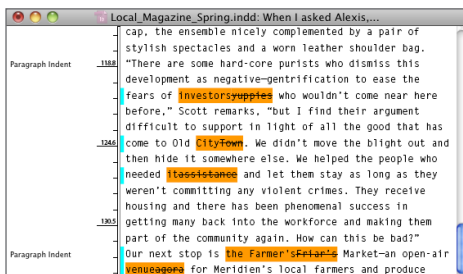 Local_Magazine_Spring.indd: When I asked Alexis,...
cap, the ensemble nicely complemented by a pair of
stylish spectacles and a worn leather shoulder bag.
Paragraph Indent 118.8 “There are some hard-core purists who dismiss this
development as negative—gentrification to ease the
fears of investorsyuppies who wouldn’t come near here
before,” Scott remarks, “but I find their argument
difficult to support in light of all the good that has
124.6 come to Old CityTown. We didn’t move the blight out and
then hide it somewhere else. We helped the people who
needed itassistance and let them stay as long as they
weren’t committing any violent crimes. They receive
housing and there has been phenomenal success in
130.5 getting many back into the workforce and making them
part of the community again. How can this be bad?”
Paragraph Indent Our next stop is the Farmer’sFriar’s Market—an open-air
venueagora for Meridien’s local farmers and produce